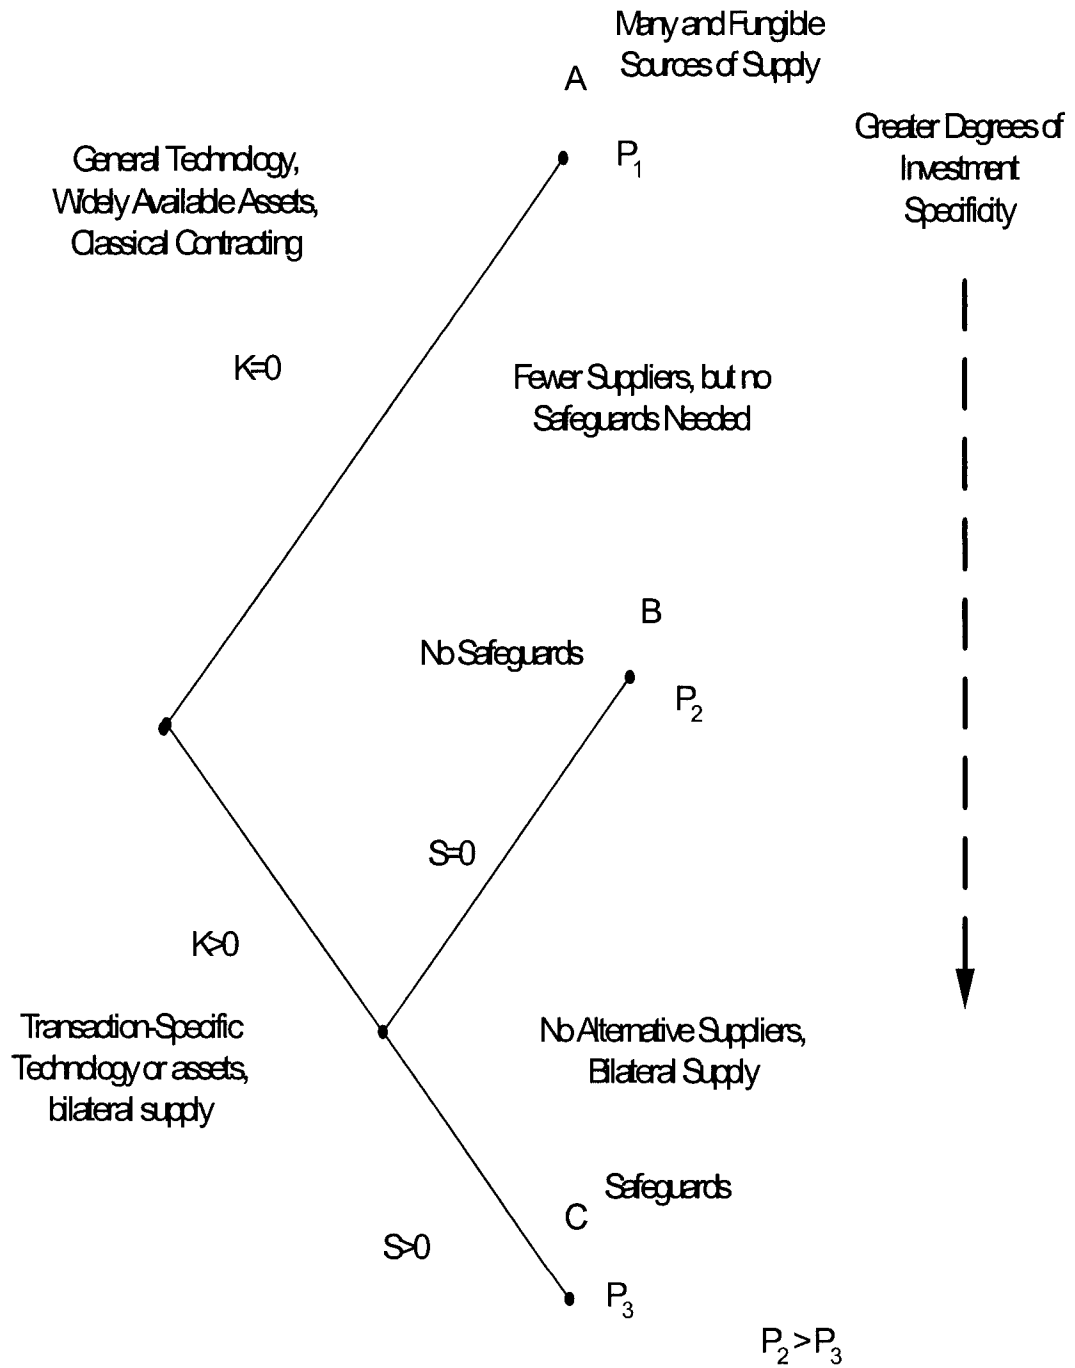 Many and Fungible
Sources of Supply
A
P1
Greater Degrees of
Investment
Specificity
General Technology,
Widely Available Assets,
Classical Contracting
K=0
Fewer Suppliers, but no
Safeguards Needed
B
No Safeguards
P2
S=0
K>0
Transaction-Specific
Technology or assets,
bilateral supply
No Alternative Suppliers,
Bilateral Supply
Safeguards
C
S>0
P3
P2 > P3